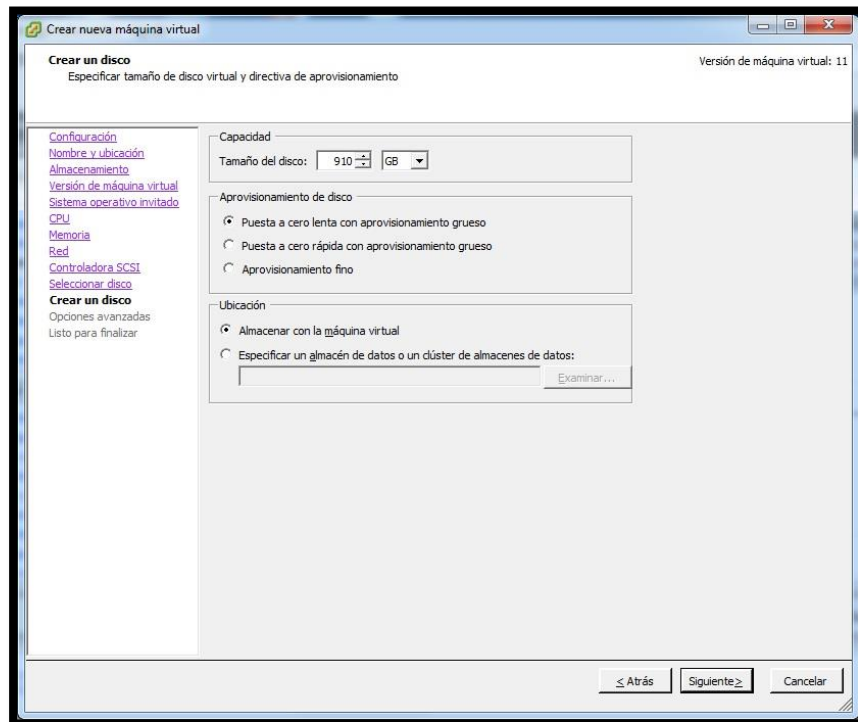 Crear nueva máquina virtual
Crear un disco
Especificar tamaño de disco virtual y directiva de aprovisionamiento
Versión de máquina virtual: 11
Configuración
Nombre y ubicación
Almacenamiento
Versión de máquina virtual
Sistema operativo invitado
CPU
Memoria
Red
Controladora SCSI
Seleccionar disco
Crear un disco
Opciones avanzadas
Listo para finalizar
Capacidad
Tamaño del disco: 910 GB
Aprovisionamiento de disco
Puesta a cero lenta con aprovisionamiento grueso
Puesta a cero rápida con aprovisionamiento grueso
Aprovisionamiento fino
Ubicación
Almacenar con la máquina virtual
Especificar un almacén de datos o un clúster de almacenes de datos:
Examinar...
< Atrás Siguiente > Cancelar